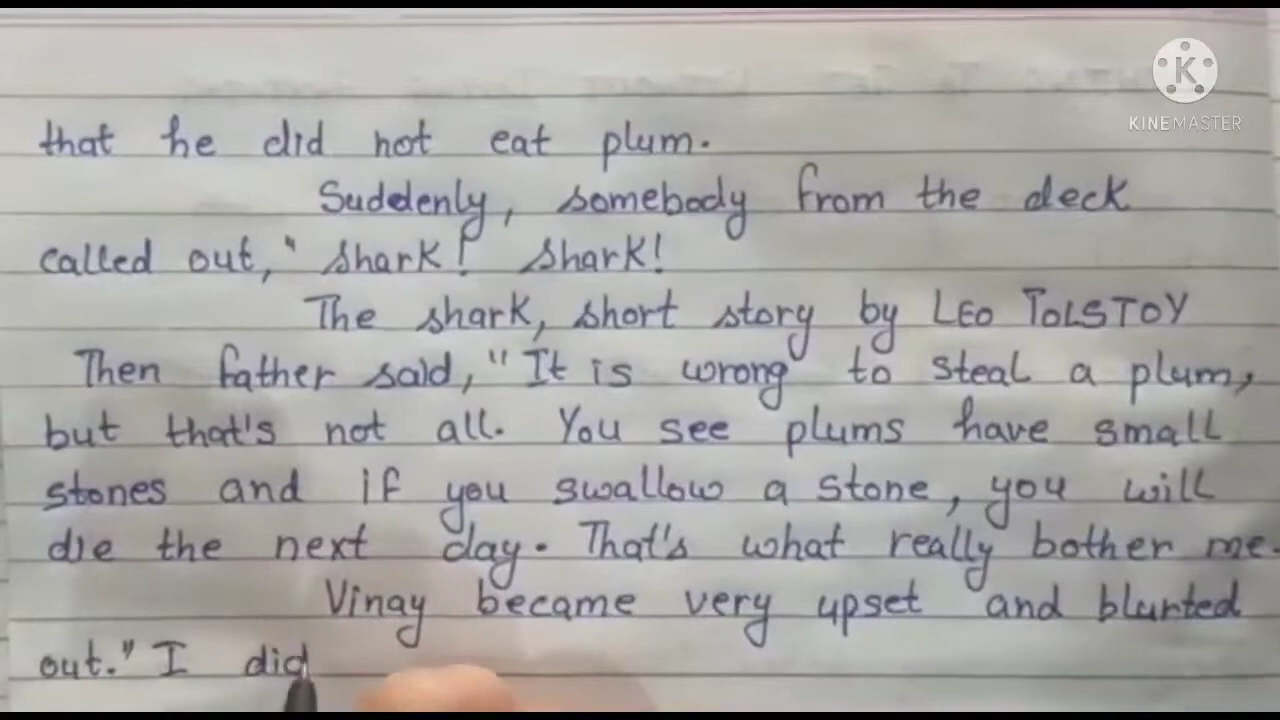 KINEMASTER
that he did not eat plum.
Suddenly, somebody from the deck
called out, " shark! shark!
The shark, short story by LEO TOLSTOY
Then father said, "It is wrong to steal a plum,
but that's not all. You see plums have small
stones and if you swallow a stone, you will
die the next day. That's what really bother me.
Vinay became very upset and blurted
out." I did